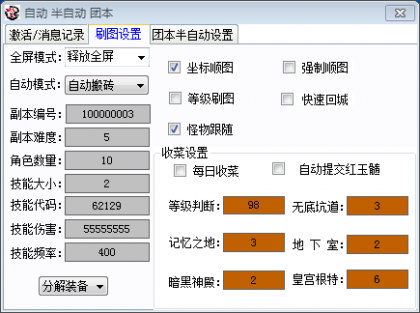 自动 半自动 团本
激活/消息记录 刷图设置 团本半自动设置
全屏模式: 释放全屏
自动模式: 自动搬砖
副本编号: 100000003
副本难度: 5
角色数量: 10
技能大小: 2
技能代码: 62129
技能伤害: 55555555
技能频率: 400
分解装备
坐标顺图 强制顺图
等级刷图 快速回城
怪物跟随
收菜设置
每日收菜 自动提交红玉髓
等级判断: 98 无底坑道: 3
记忆之地: 3 地 下 室: 2
暗黑神殿: 2 皇宫根特: 6